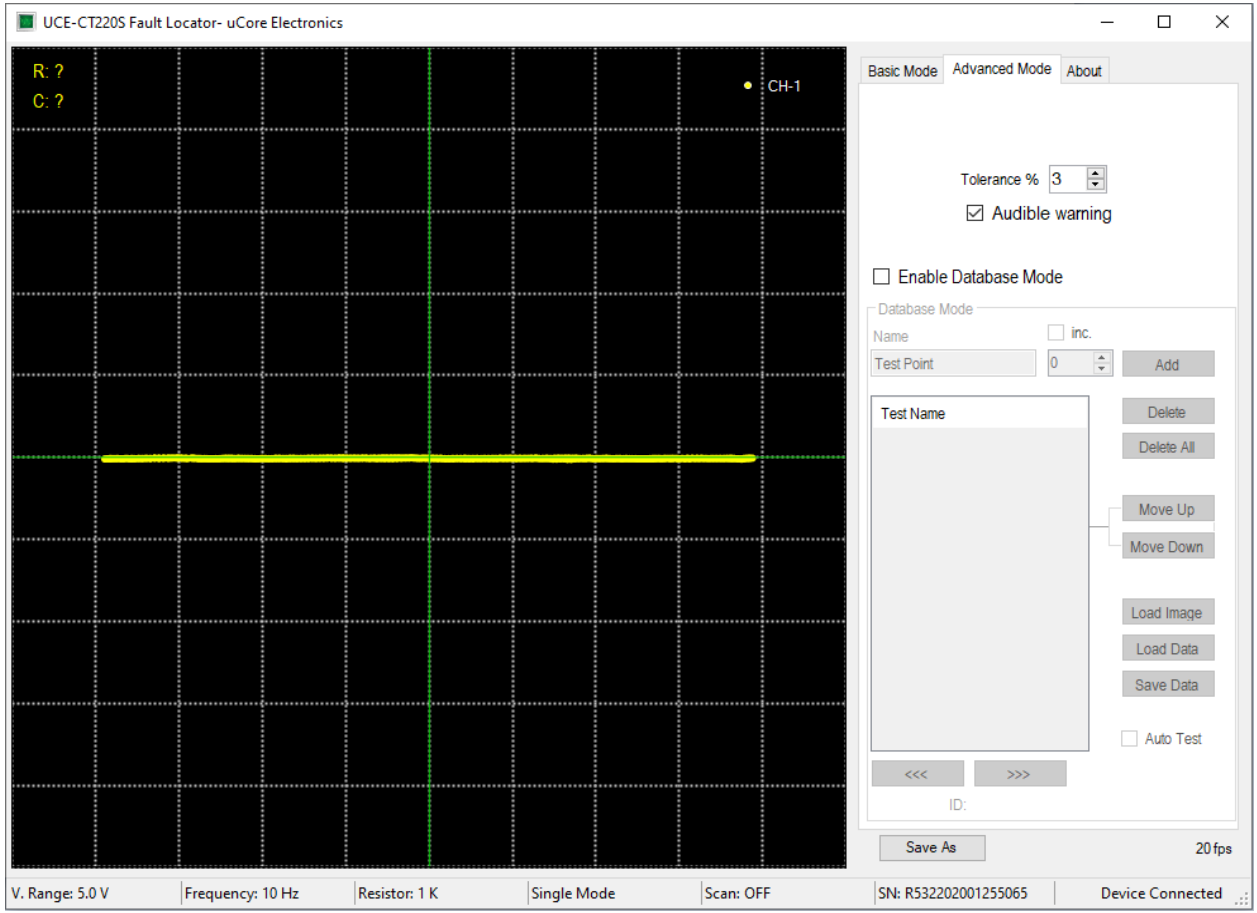 UCE-CT220S Fault Locator- uCore Electronics
R: ?
C: ?
CH-1
Basic Mode Advanced Mode About
Tolerance % 3
Audible warning
Enable Database Mode
Database Mode
Name inc.
Test Point 0 Add
Test Name
Delete
Delete All
Move Up
Move Down
Load Image
Load Data
Save Data
Auto Test
<<< >>>
ID:
Save As 20 fps
V. Range: 5.0 V Frequency: 10 Hz Resistor: 1 K Single Mode Scan: OFF SN: R532202001255065 Device Connected